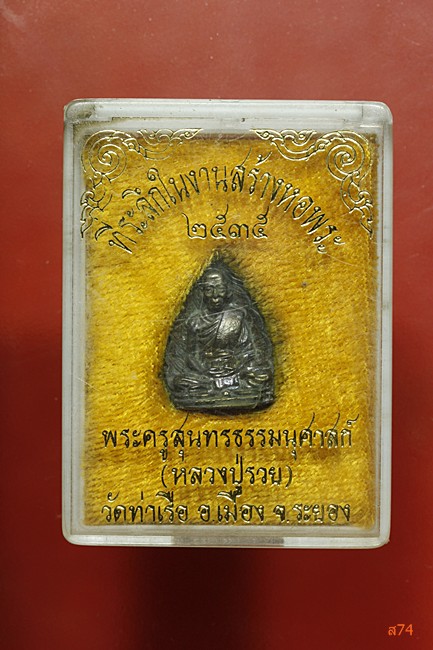 ที่ระลึกในงานสร้างหอพระ
๒๕๓๕
พระครูสุนทรธรรมนุศาสก์
(หลวงปู่รวย)
วัดท่าเรือ อ.เมือง จ.ระยอง
ส74